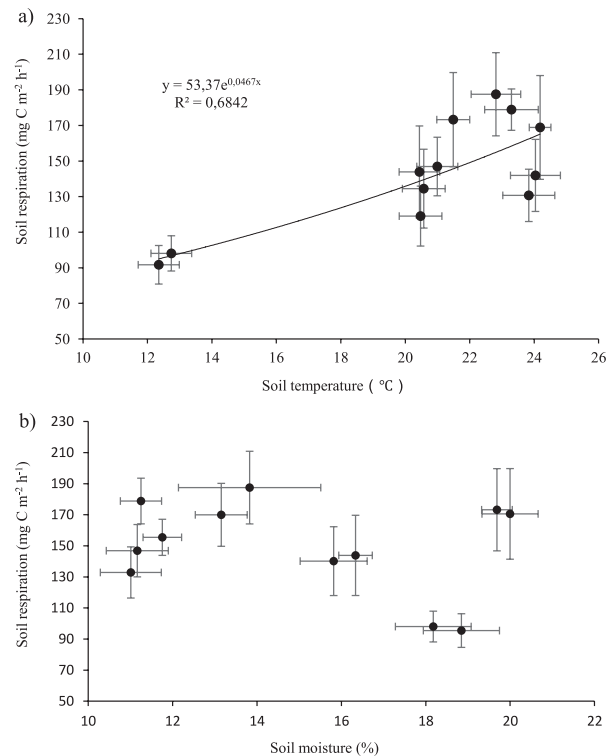 a)
230
210
190
170
150
130
110
90
70
50
Soil respiration (mg C m⁻² h⁻¹)
y = 53,37e^0,0467x
R² = 0,6842
10 12 14 16 18 20 22 24 26
Soil temperature ( ℃ )
b)
230
210
190
170
150
130
110
90
70
50
Soil respiration (mg C m⁻² h⁻¹)
10 12 14 16 18 20 22
Soil moisture (%)